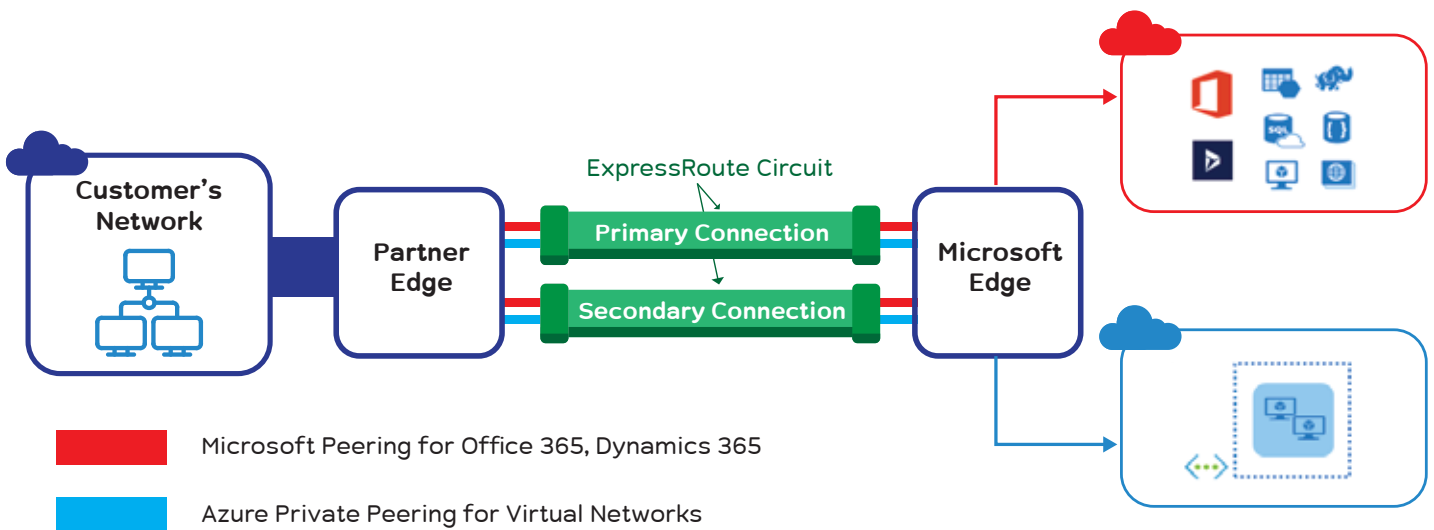 ExpressRoute Circuit
Customer's
Network
Partner
Edge
Primary Connection
Secondary Connection
Microsoft
Edge
SQL
Microsoft Peering for Office 365, Dynamics 365
Azure Private Peering for Virtual Networks